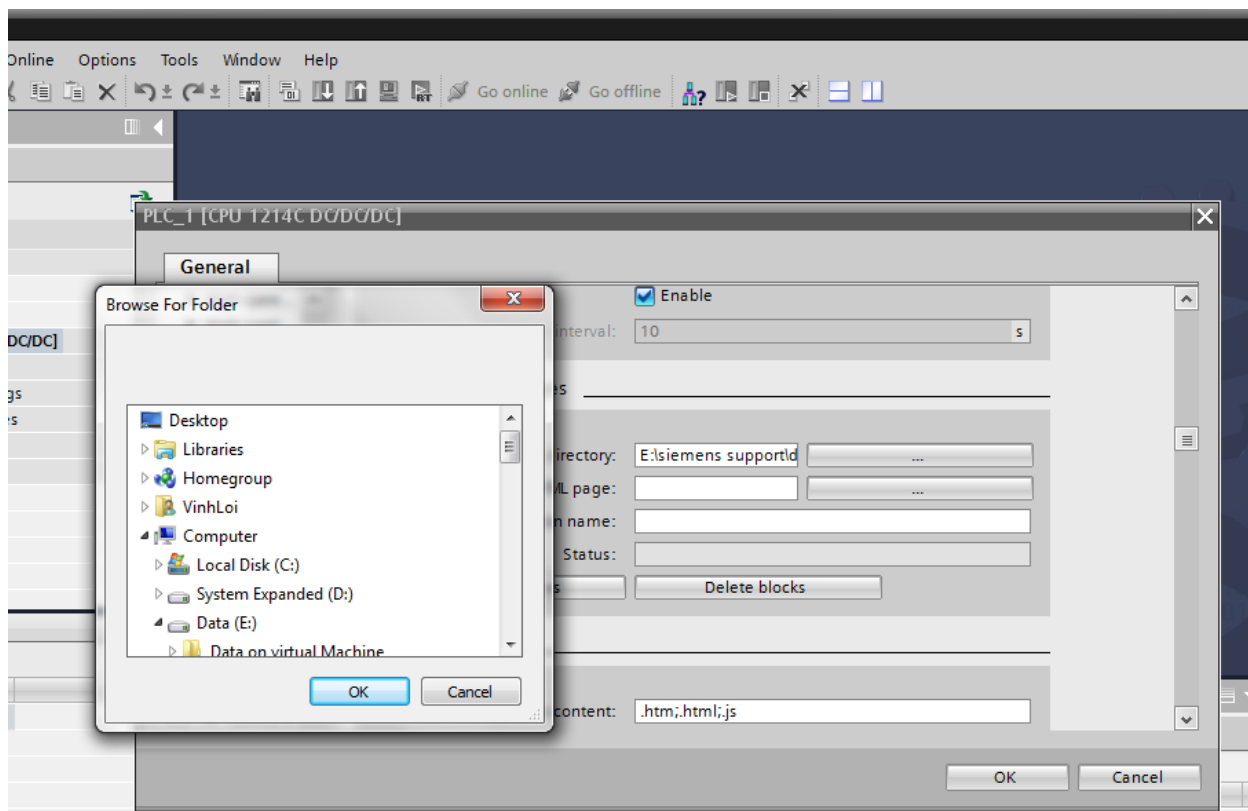 Online Options Tools Window Help
Go online Go offline
PLC_1 [CPU 1214C DC/DC/DC]
General
Enable
Browse For Folder
interval: 10 s
DC/DC]
gs
Desktop
Libraries
irectory: E:\siemens support\d ...
Homegroup
ML page: ...
VinhLoi
n name:
Computer
Status:
Local Disk (C:)
s Delete blocks
System Expanded (D:)
Data (E:)
Data on virtual Machine
OK Cancel
content: .htm;.html;.js
OK Cancel